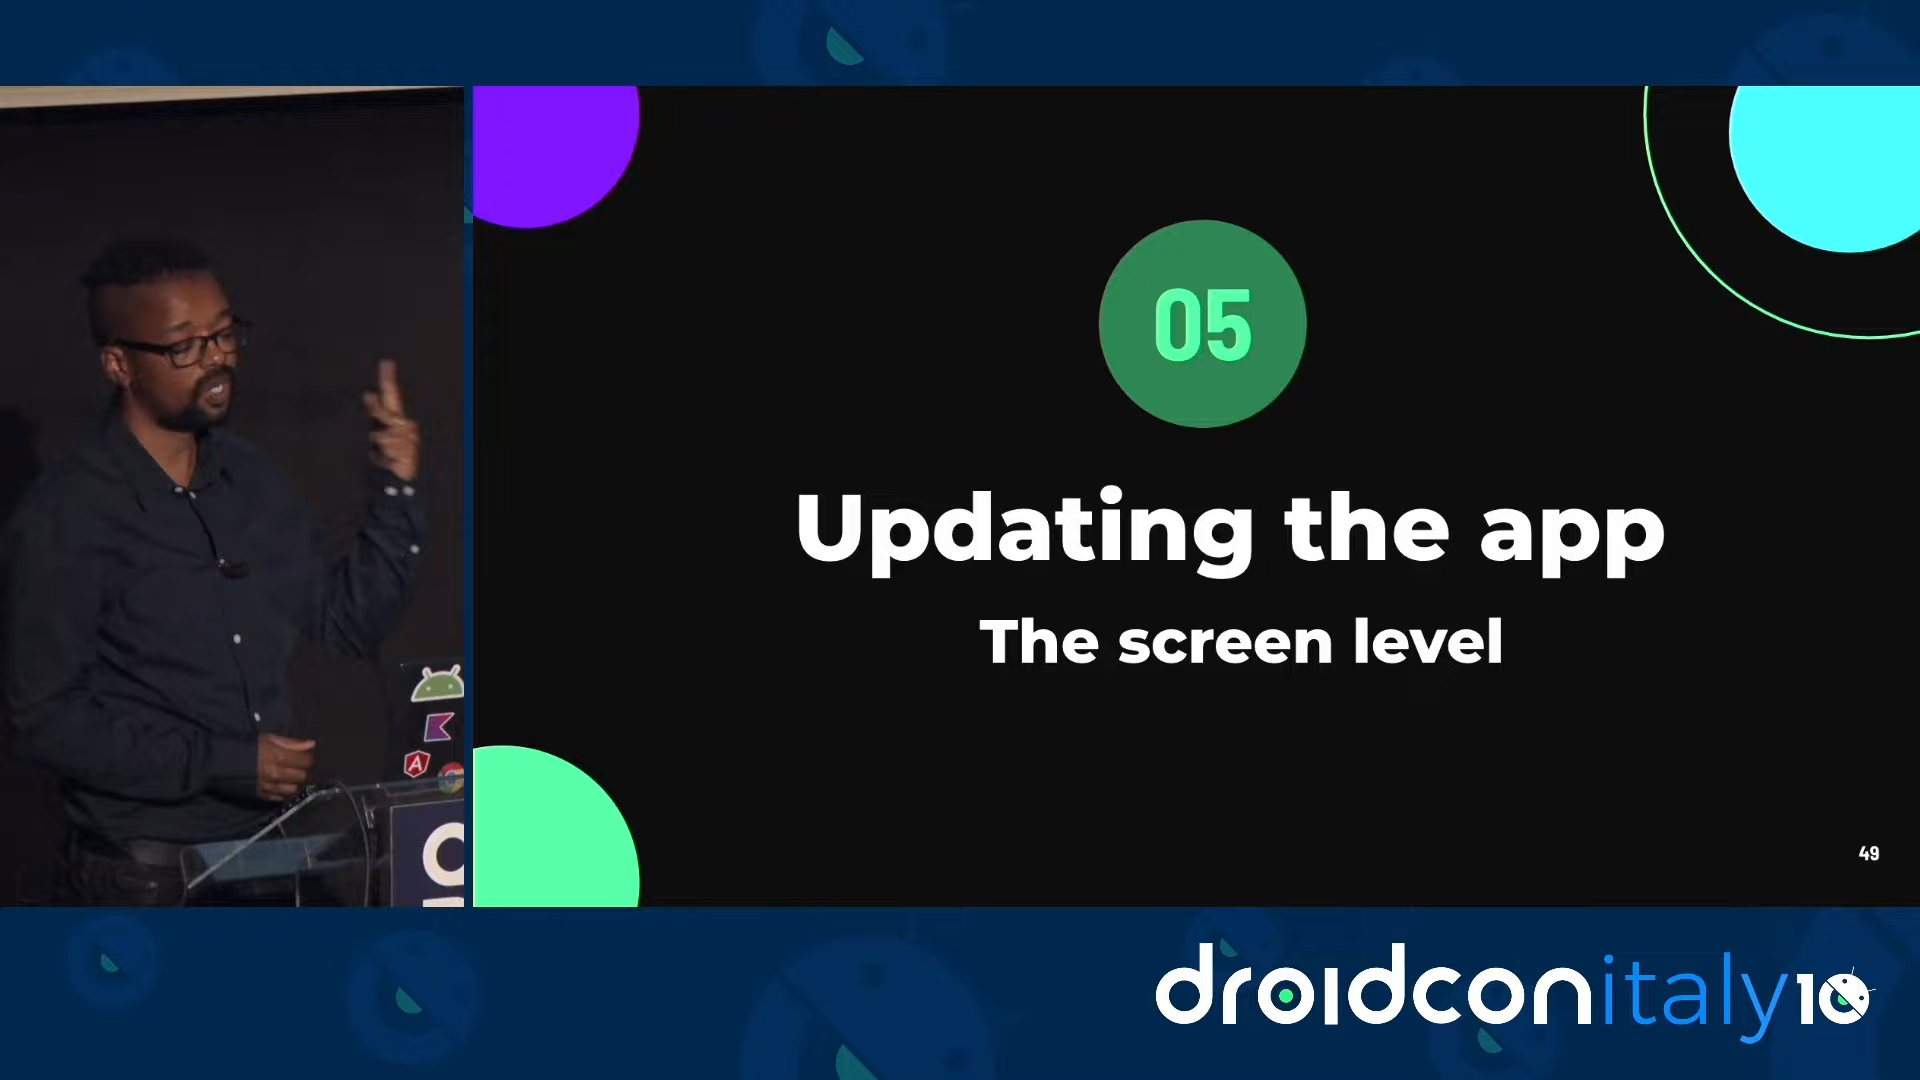 05
Updating the app
The screen level
49
droidconitaly10